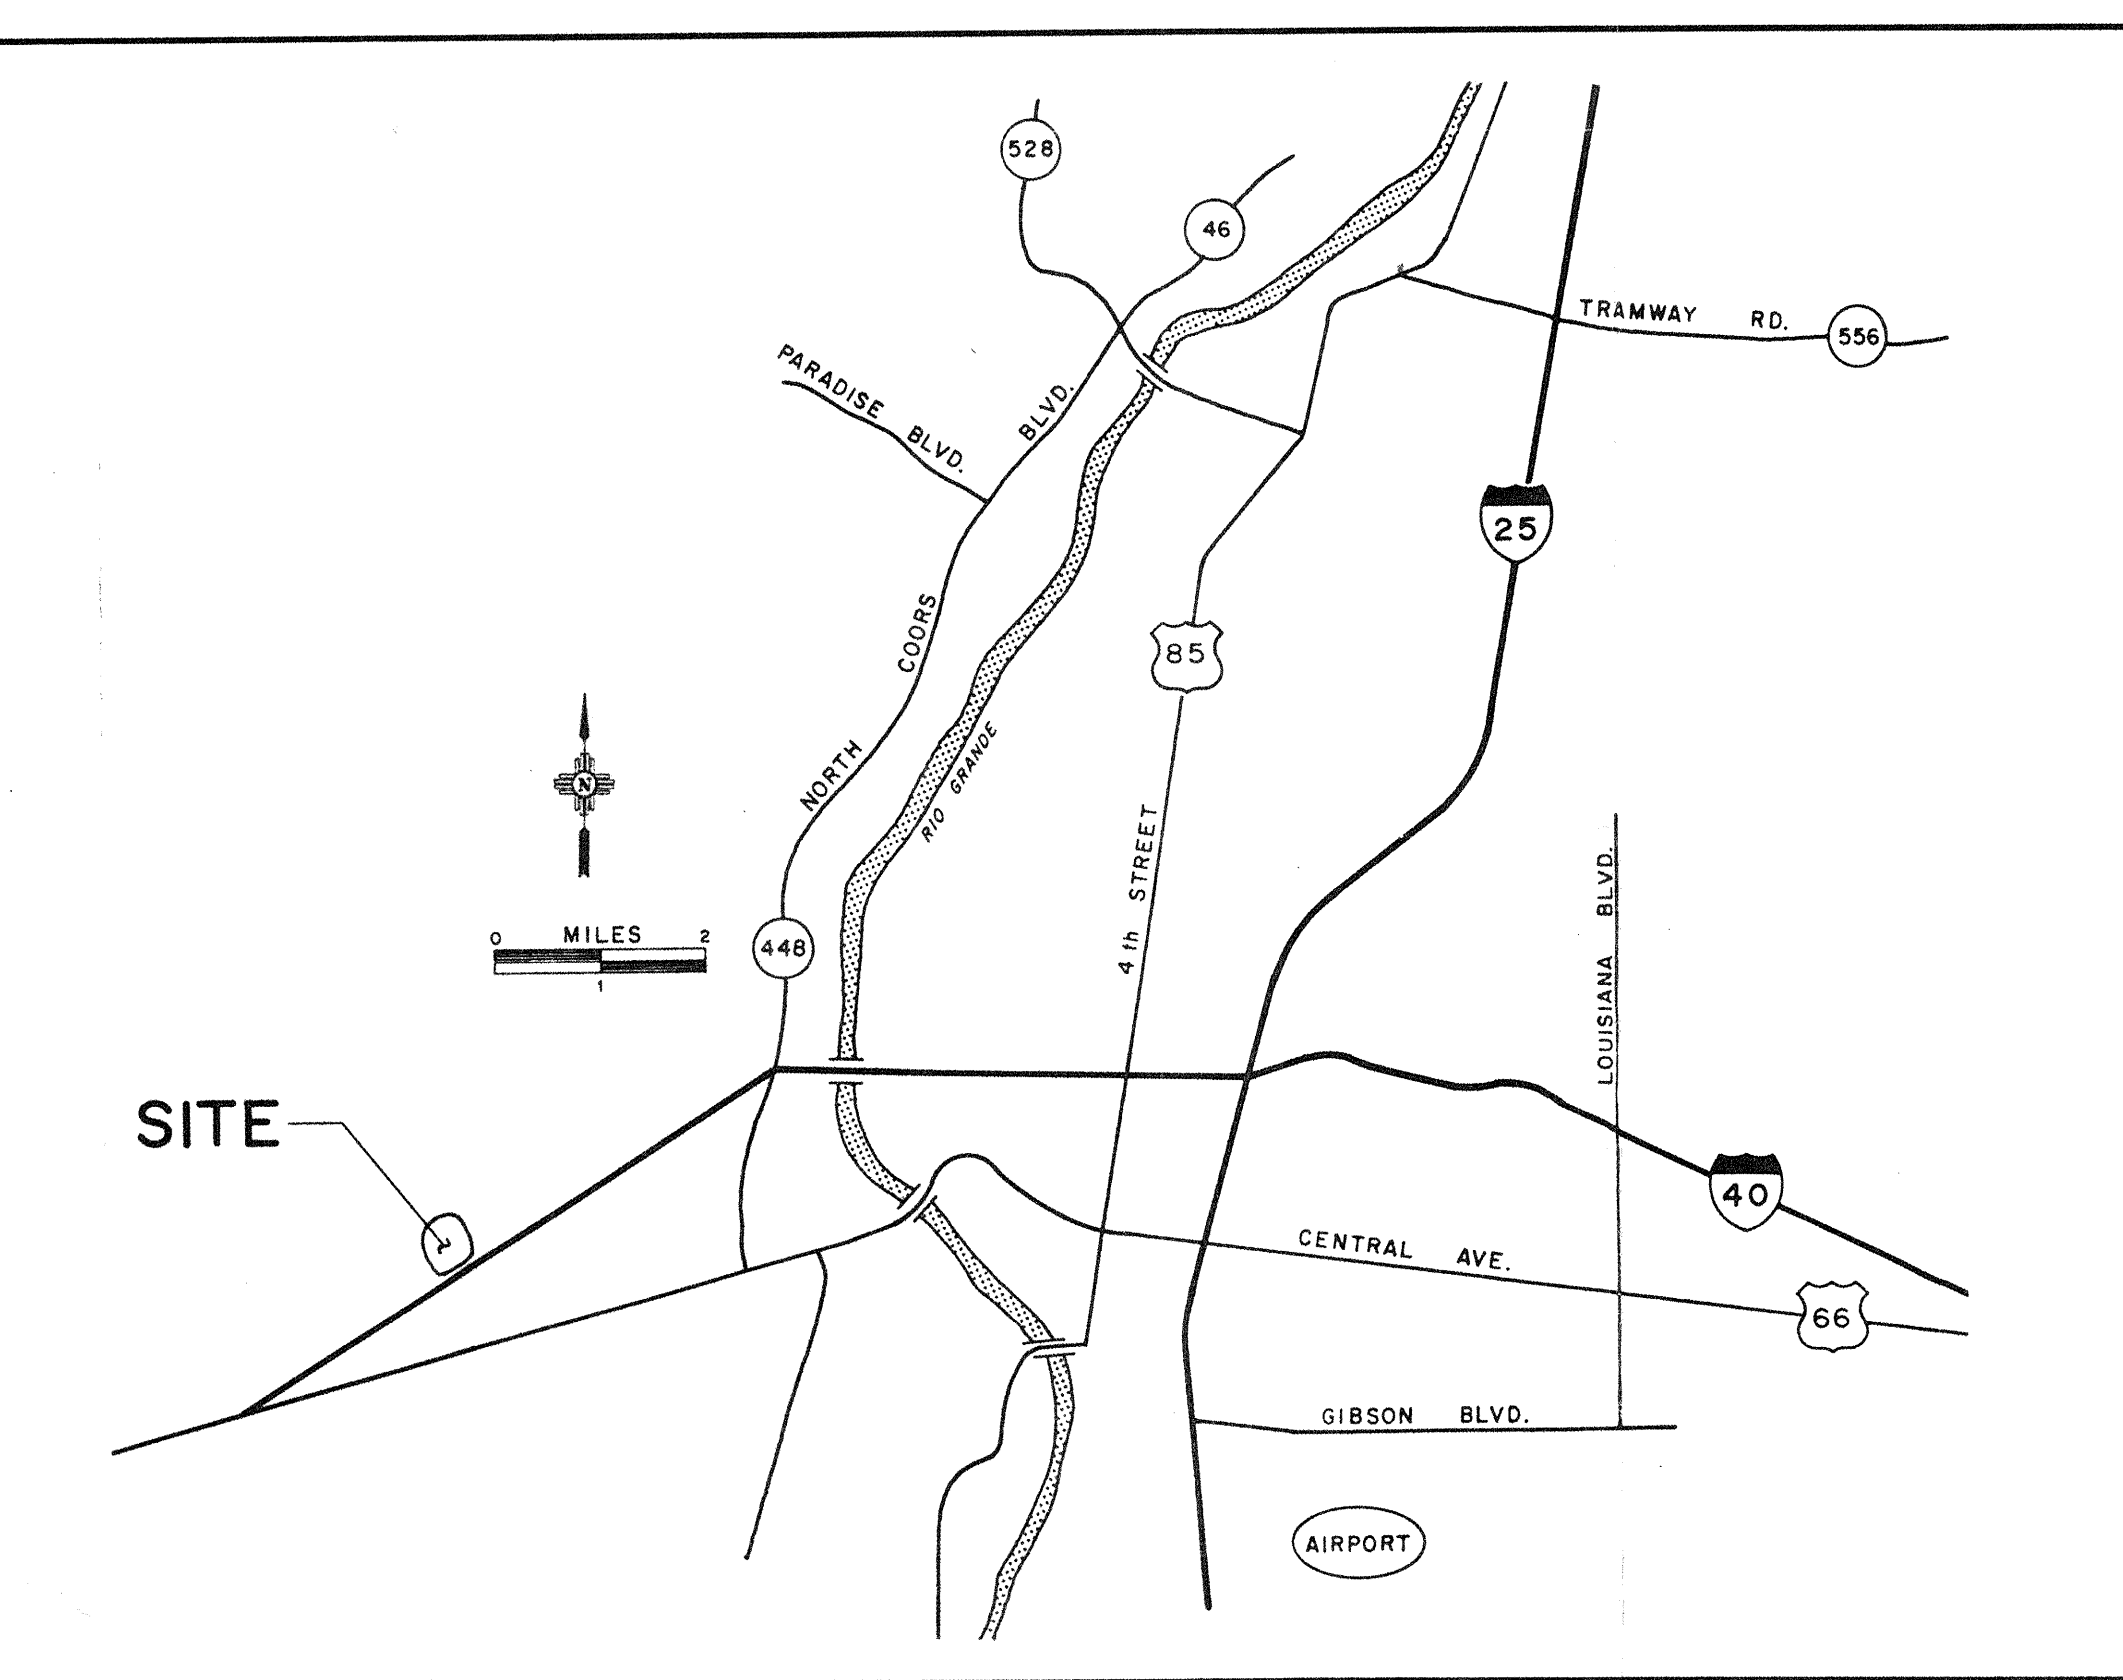 528
46
TRAMWAY RD.
556
PARADISE BLVD.
25
85
NORTH COORS BLVD.
RIO GRANDE
4th STREET
LOUISIANA BLVD.
N
0 MILES 2
1
448
SITE
40
CENTRAL AVE.
66
GIBSON BLVD.
AIRPORT